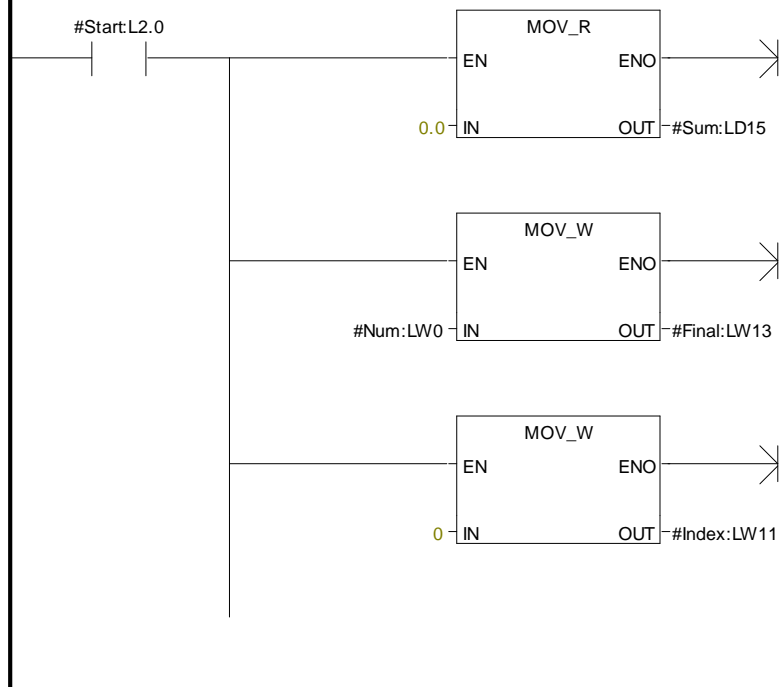 #Start:L2.0
MOV_R
EN ENO
0.0 IN OUT #Sum:LD15
MOV_W
EN ENO
#Num:LW0 IN OUT #Final:LW13
MOV_W
EN ENO
0 IN OUT #Index:LW11